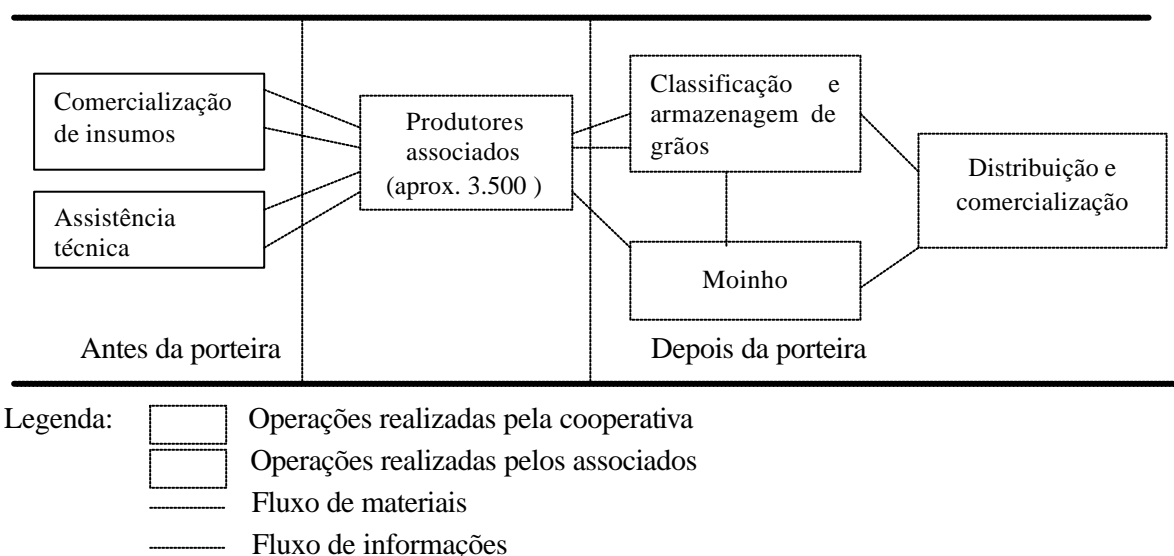 Comercialização
de insumos
Assistência
técnica
Produtores
associados
(aprox. 3.500 )
Classificação e
armazenagem de
grãos
Moinho
Distribuição e
comercialização
Antes da porteira
Depois da porteira
Legenda:
Operações realizadas pela cooperativa
Operações realizadas pelos associados
Fluxo de materiais
Fluxo de informações